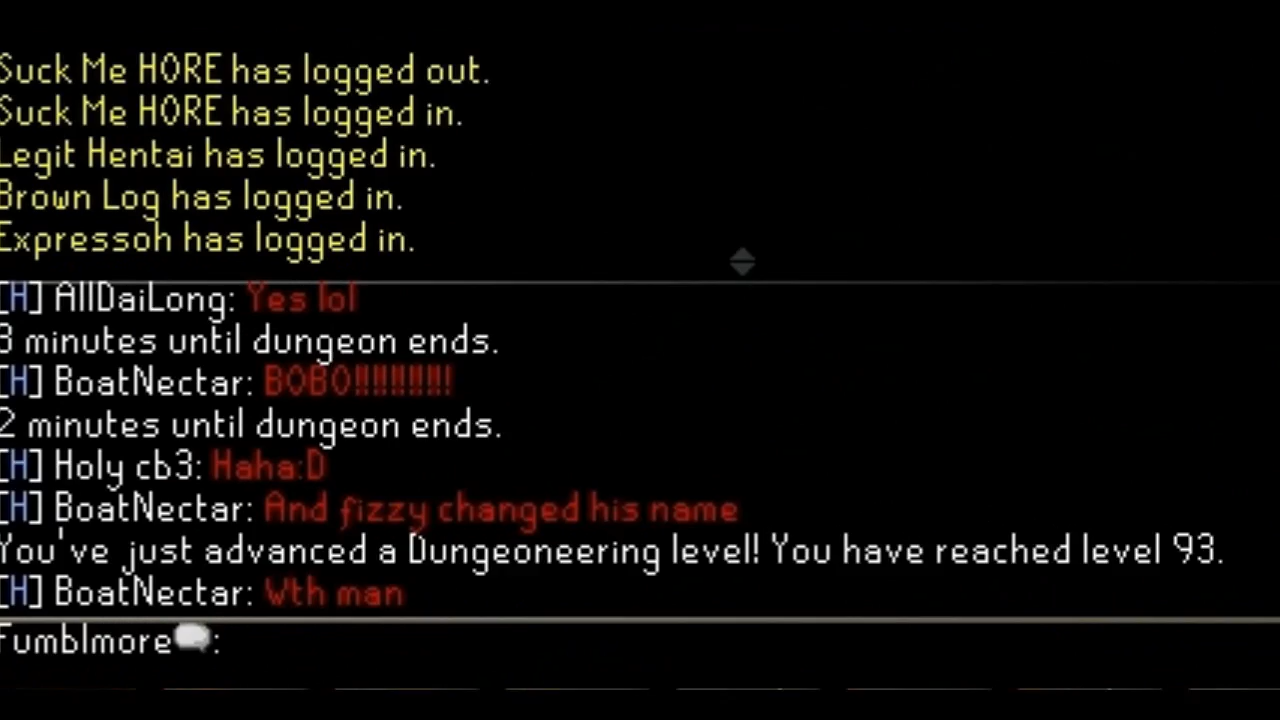 Suck Me HORE has logged out.
Suck Me HORE has logged in.
Legit Hentai has logged in.
Brown Log has logged in.
Expressoh has logged in.
[H] AllDaiLong: Yes lol
3 minutes until dungeon ends.
[H] BoatNectar: BOBO!!!!!!!!
2 minutes until dungeon ends.
[H] Holy cb3: Haha:D
[H] BoatNectar: And fizzy changed his name
You've just advanced a Dungeoneering level! You have reached level 93.
[H] BoatNectar: Wth man
Fumblmore: